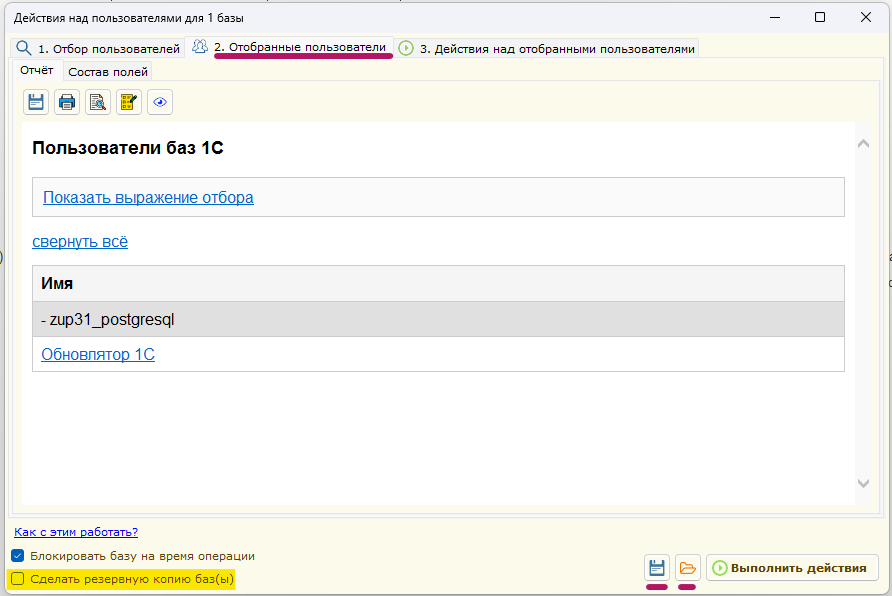 Действия над пользователями для 1 базы
1. Отбор пользователей
2. Отобранные пользователи
3. Действия над отобранными пользователями
Отчёт
Состав полей
Пользователи баз 1С
Показать выражение отбора
свернуть всё
Имя
- zup31_postgresql
Обновлятор 1С
Как с этим работать?
Блокировать базу на время операции
Сделать резервную копию баз(ы)
Выполнить действия